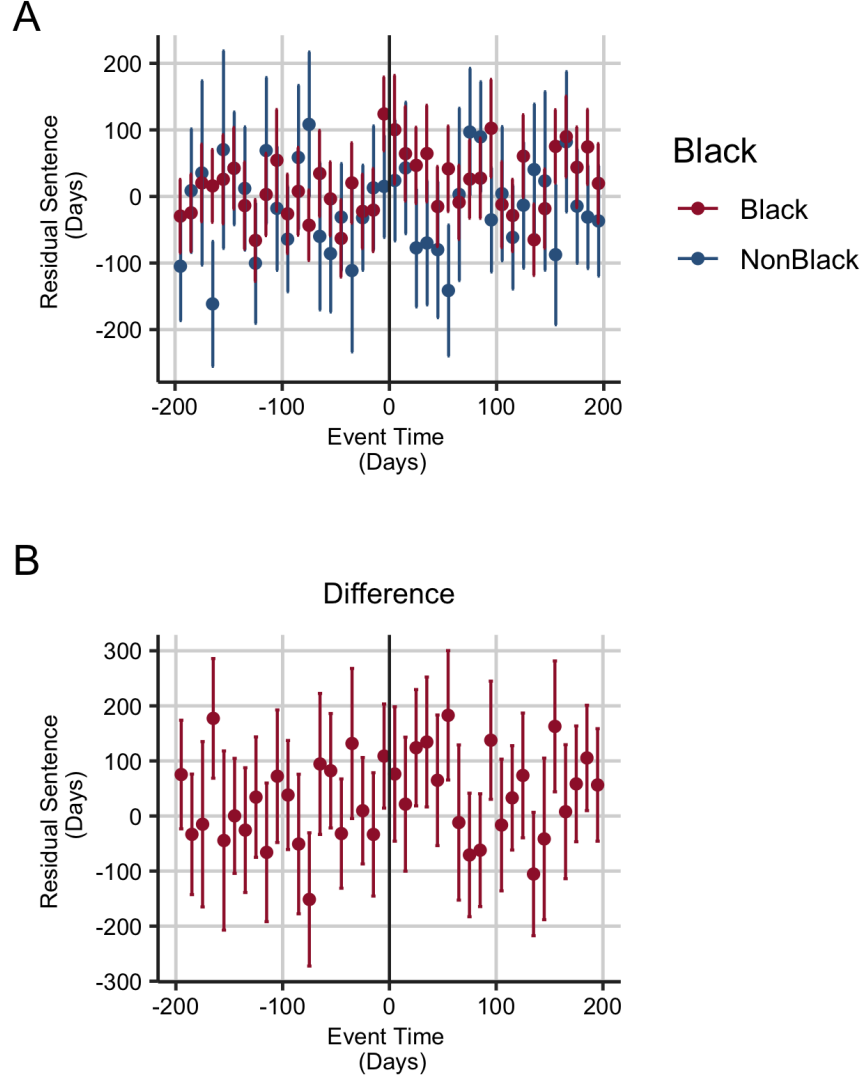 A
200
100
0
-100
-200
Residual Sentence
(Days)
-200 -100 0 100 200
Event Time
(Days)
Black
Black
NonBlack
B
Difference
300
200
100
0
-100
-200
-300
Residual Sentence
(Days)
-200 -100 0 100 200
Event Time
(Days)